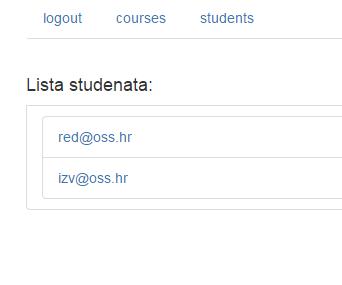 logout courses students
Lista studenata:
red@oss.hr
izv@oss.hr